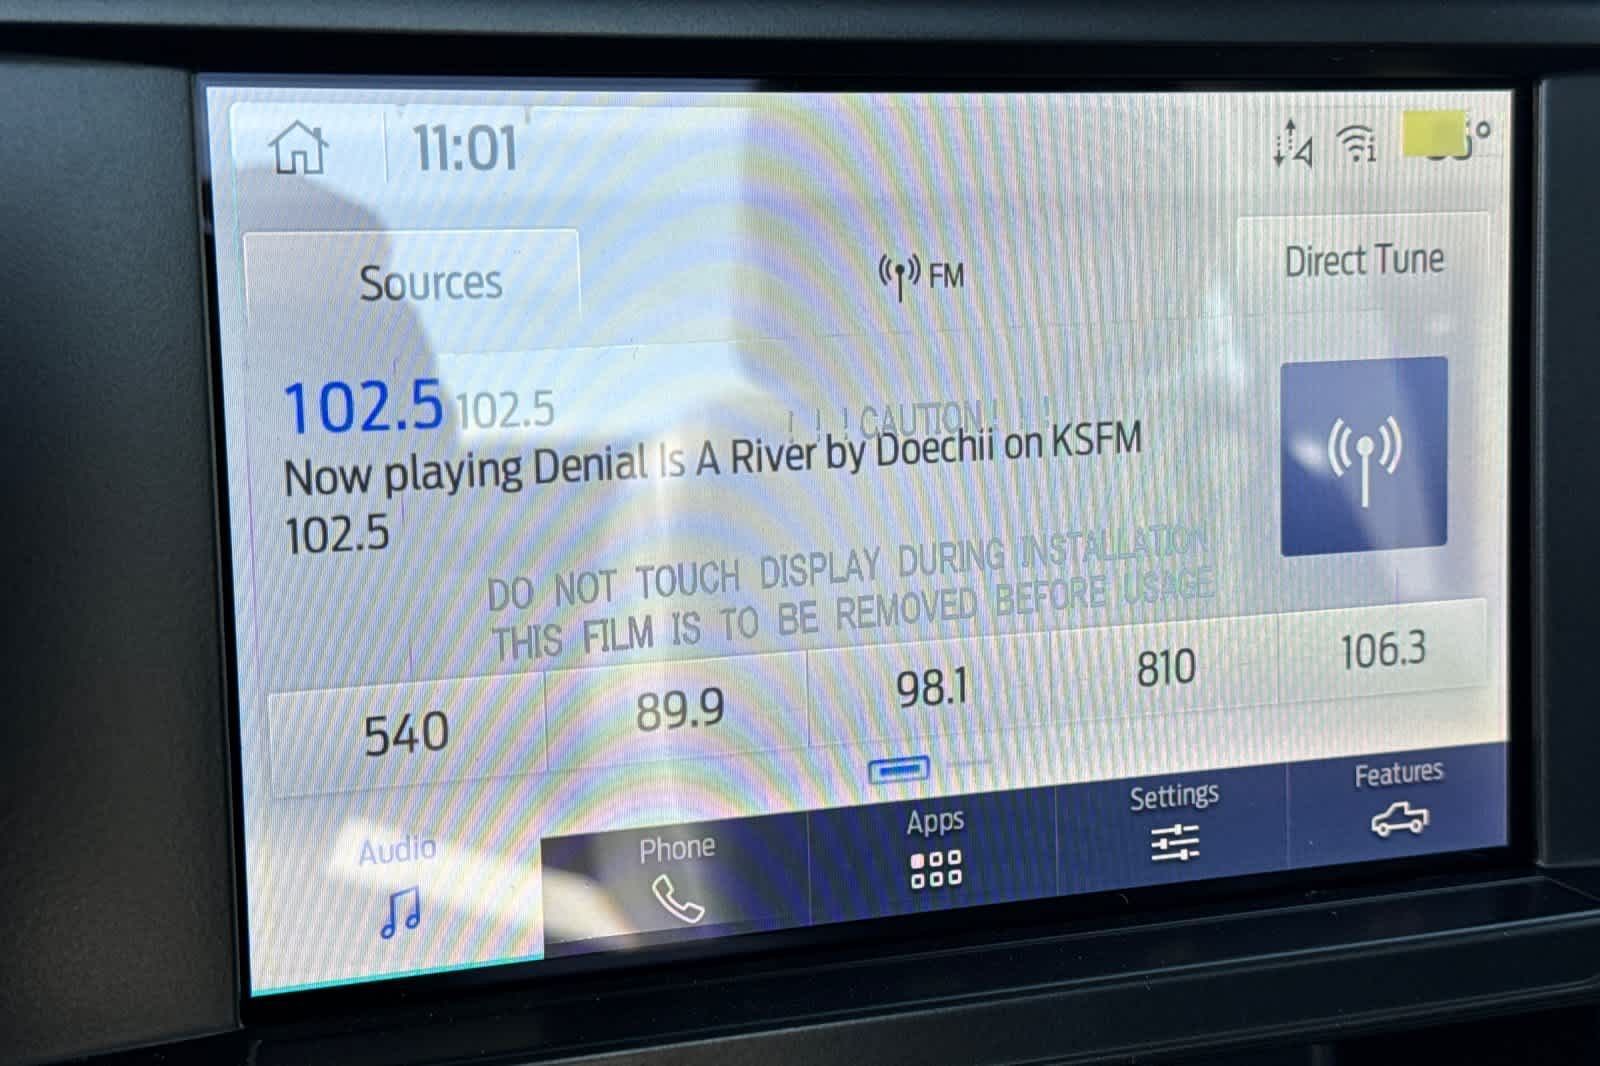 11:01
Sources
FM
Direct Tune
102.5 102.5
! ! ! CAUTION ! ! !
Now playing Denial Is A River by Doechii on KSFM
102.5
DO NOT TOUCH DISPLAY DURING INSTALLATION
THIS FILM IS TO BE REMOVED BEFORE USAGE
540 89.9 98.1 810 106.3
Audio Phone Apps Settings Features